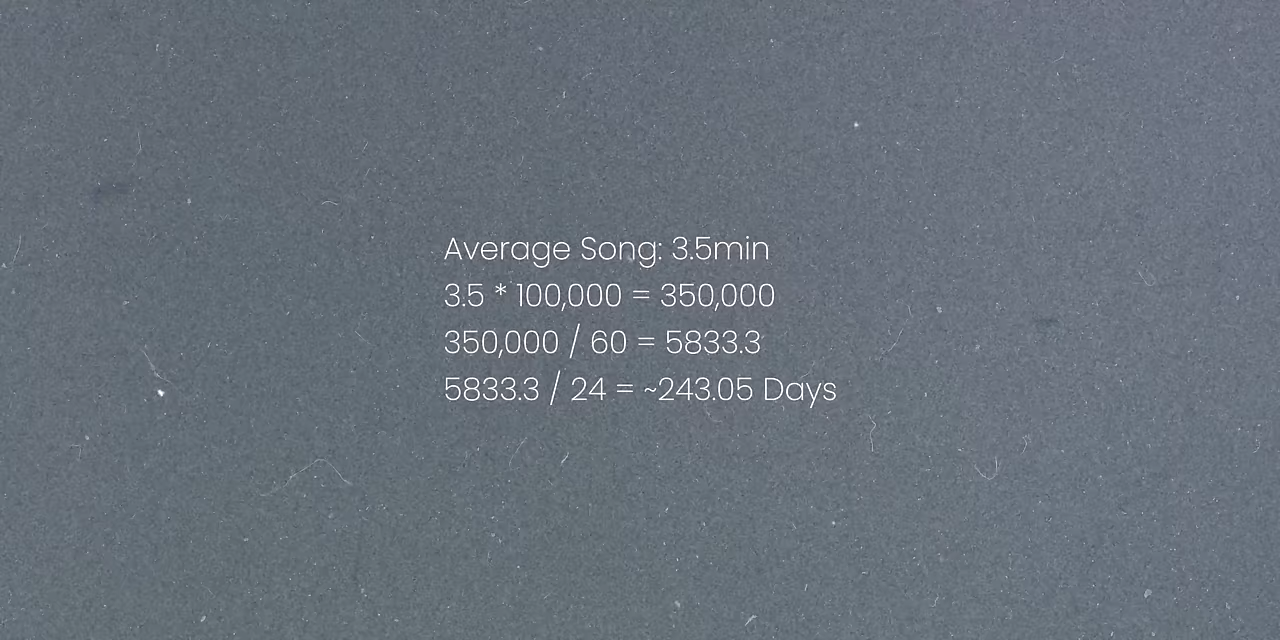 Average Song: 3.5min
3.5 * 100,000 = 350,000
350,000 / 60 = 5833.3
5833.3 / 24 = ~243.05 Days